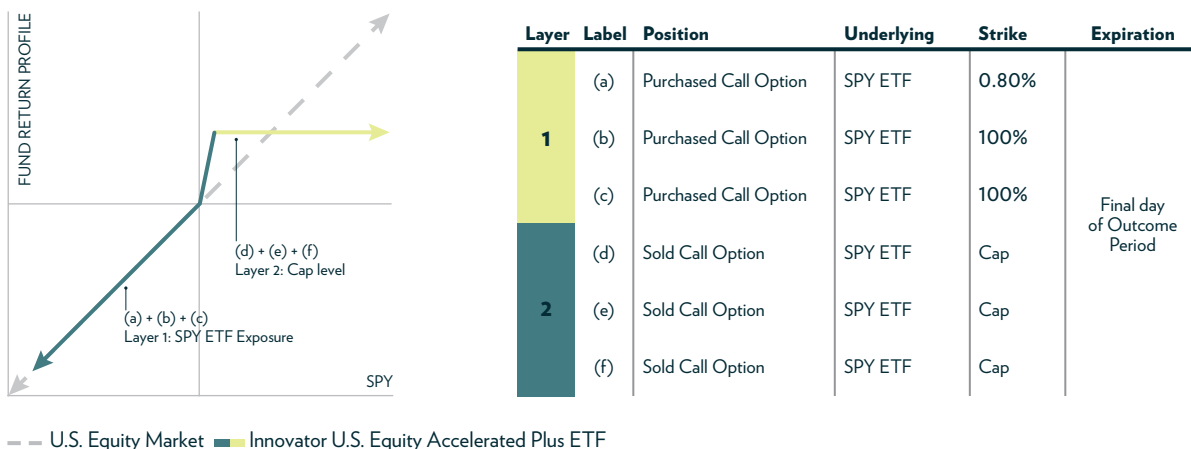 FUND RETURN PROFILE
(d) + (e) + (f)
Layer 2: Cap level
(a) + (b) + (c)
Layer 1: SPY ETF Exposure
SPY
U.S. Equity Market Innovator U.S. Equity Accelerated Plus ETF
Layer Label Position Underlying Strike Expiration
1
(a) Purchased Call Option SPY ETF 0.80%
(b) Purchased Call Option SPY ETF 100%
(c) Purchased Call Option SPY ETF 100%
2
(d) Sold Call Option SPY ETF Cap
(e) Sold Call Option SPY ETF Cap
(f) Sold Call Option SPY ETF Cap
Final day
of Outcome
Period